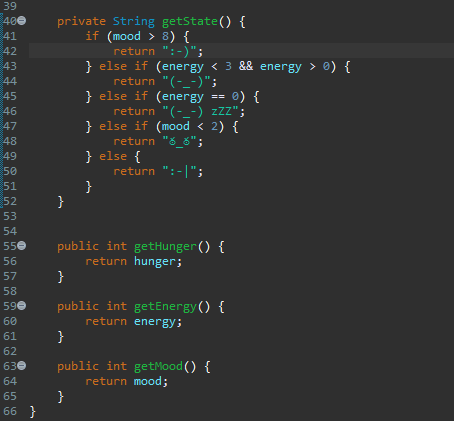 39
40 private String getState() {
41 if (mood > 8) {
42 return ":-)";
43 } else if (energy < 3 && energy > 0) {
44 return "(-_-)";
45 } else if (energy == 0) {
46 return "(-_-) zZZ";
47 } else if (mood < 2) {
48 return "ఠ_ఠ";
49 } else {
50 return ":-|";
51 }
52 }
53
54
55 public int getHunger() {
56 return hunger;
57 }
58
59 public int getEnergy() {
60 return energy;
61 }
62
63 public int getMood() {
64 return mood;
65 }
66 }